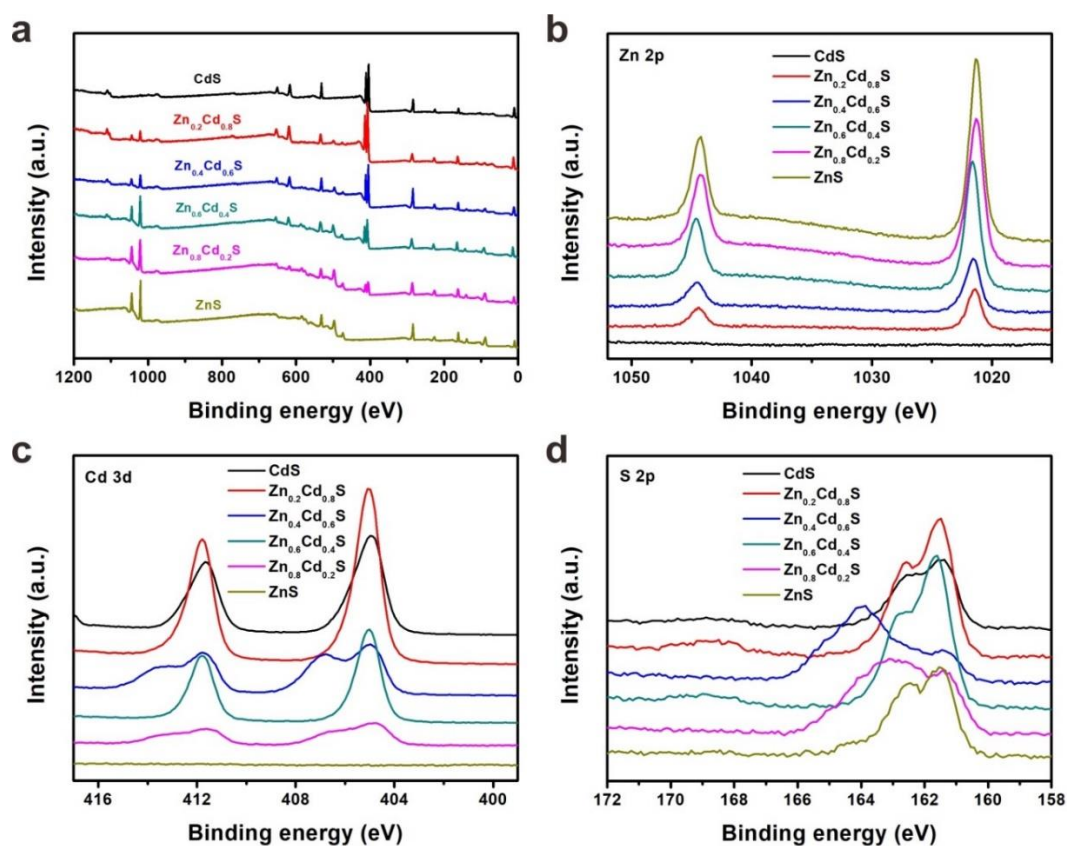 a
CdS
Zn0.2Cd0.8S
Zn0.4Cd0.6S
Zn0.6Cd0.4S
Zn0.8Cd0.2S
ZnS
Intensity (a.u.)
1200 1000 800 600 400 200 0
Binding energy (eV)
b
Zn 2p
CdS
Zn0.2Cd0.8S
Zn0.4Cd0.6S
Zn0.6Cd0.4S
Zn0.8Cd0.2S
ZnS
Intensity (a.u.)
1050 1040 1030 1020
Binding energy (eV)
c
Cd 3d
CdS
Zn0.2Cd0.8S
Zn0.4Cd0.6S
Zn0.6Cd0.4S
Zn0.8Cd0.2S
ZnS
Intensity (a.u.)
416 412 408 404 400
Binding energy (eV)
d
S 2p
CdS
Zn0.2Cd0.8S
Zn0.4Cd0.6S
Zn0.6Cd0.4S
Zn0.8Cd0.2S
ZnS
Intensity (a.u.)
172 170 168 166 164 162 160 158
Binding energy (eV)